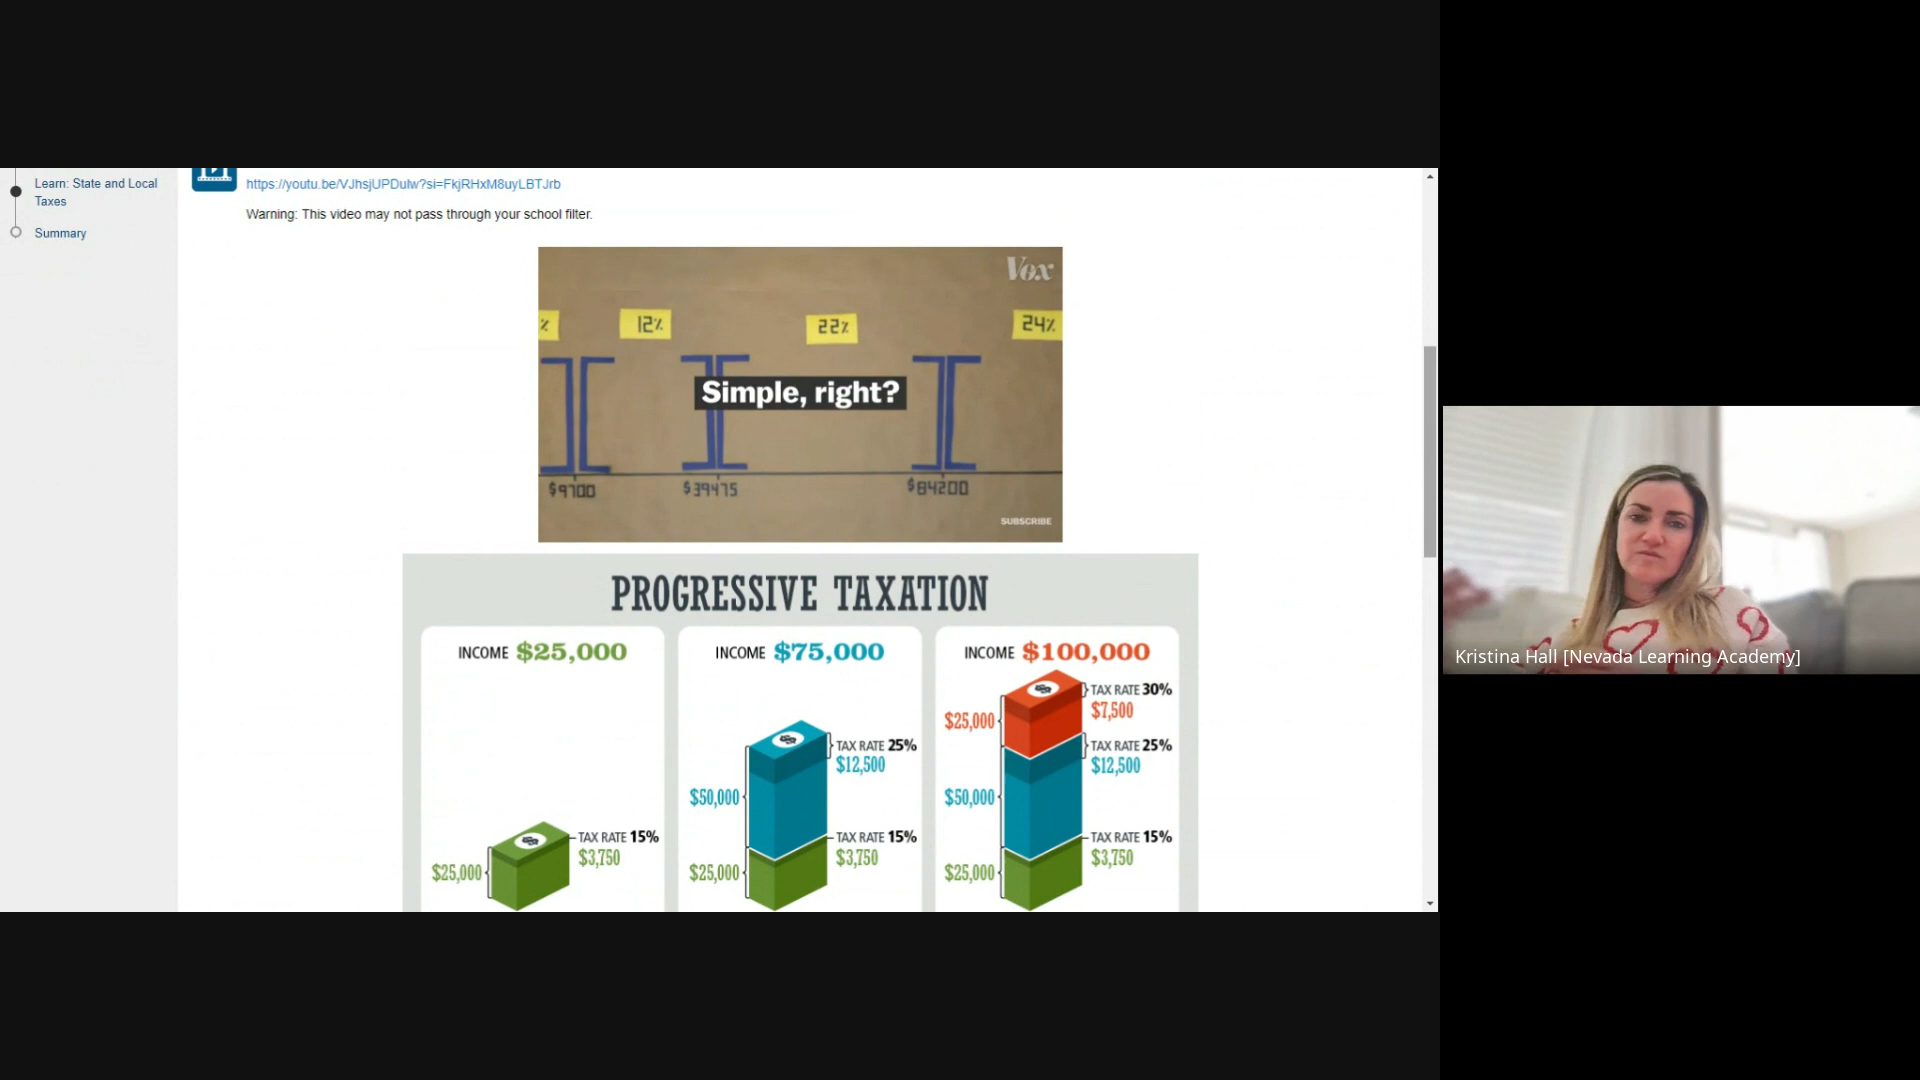 Learn: State and Local
Taxes
Summary
https://youtu.be/VJhsjUPDulw?si=FkjRHxM8uyLBTJrb
Warning: This video may not pass through your school filter.
Vox
%
12%
22%
24%
Simple, right?
$9700
$39475
$84200
SUBSCRIBE
PROGRESSIVE TAXATION
INCOME $25,000
TAX RATE 15%
$3,750
$25,000
INCOME $75,000
TAX RATE 25%
$12,500
$50,000
TAX RATE 15%
$3,750
$25,000
INCOME $100,000
TAX RATE 30%
$7,500
$25,000
TAX RATE 25%
$12,500
$50,000
TAX RATE 15%
$3,750
$25,000
Kristina Hall [Nevada Learning Academy]